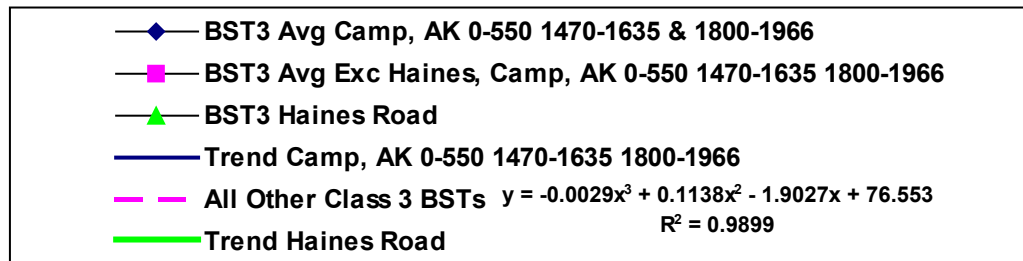 BST3 Avg Camp, AK 0-550 1470-1635 & 1800-1966
BST3 Avg Exc Haines, Camp, AK 0-550 1470-1635 1800-1966
BST3 Haines Road
Trend Camp, AK 0-550 1470-1635 1800-1966
All Other Class 3 BSTs y = -0.0029x³ + 0.1138x² - 1.9027x + 76.553
R² = 0.9899
Trend Haines Road